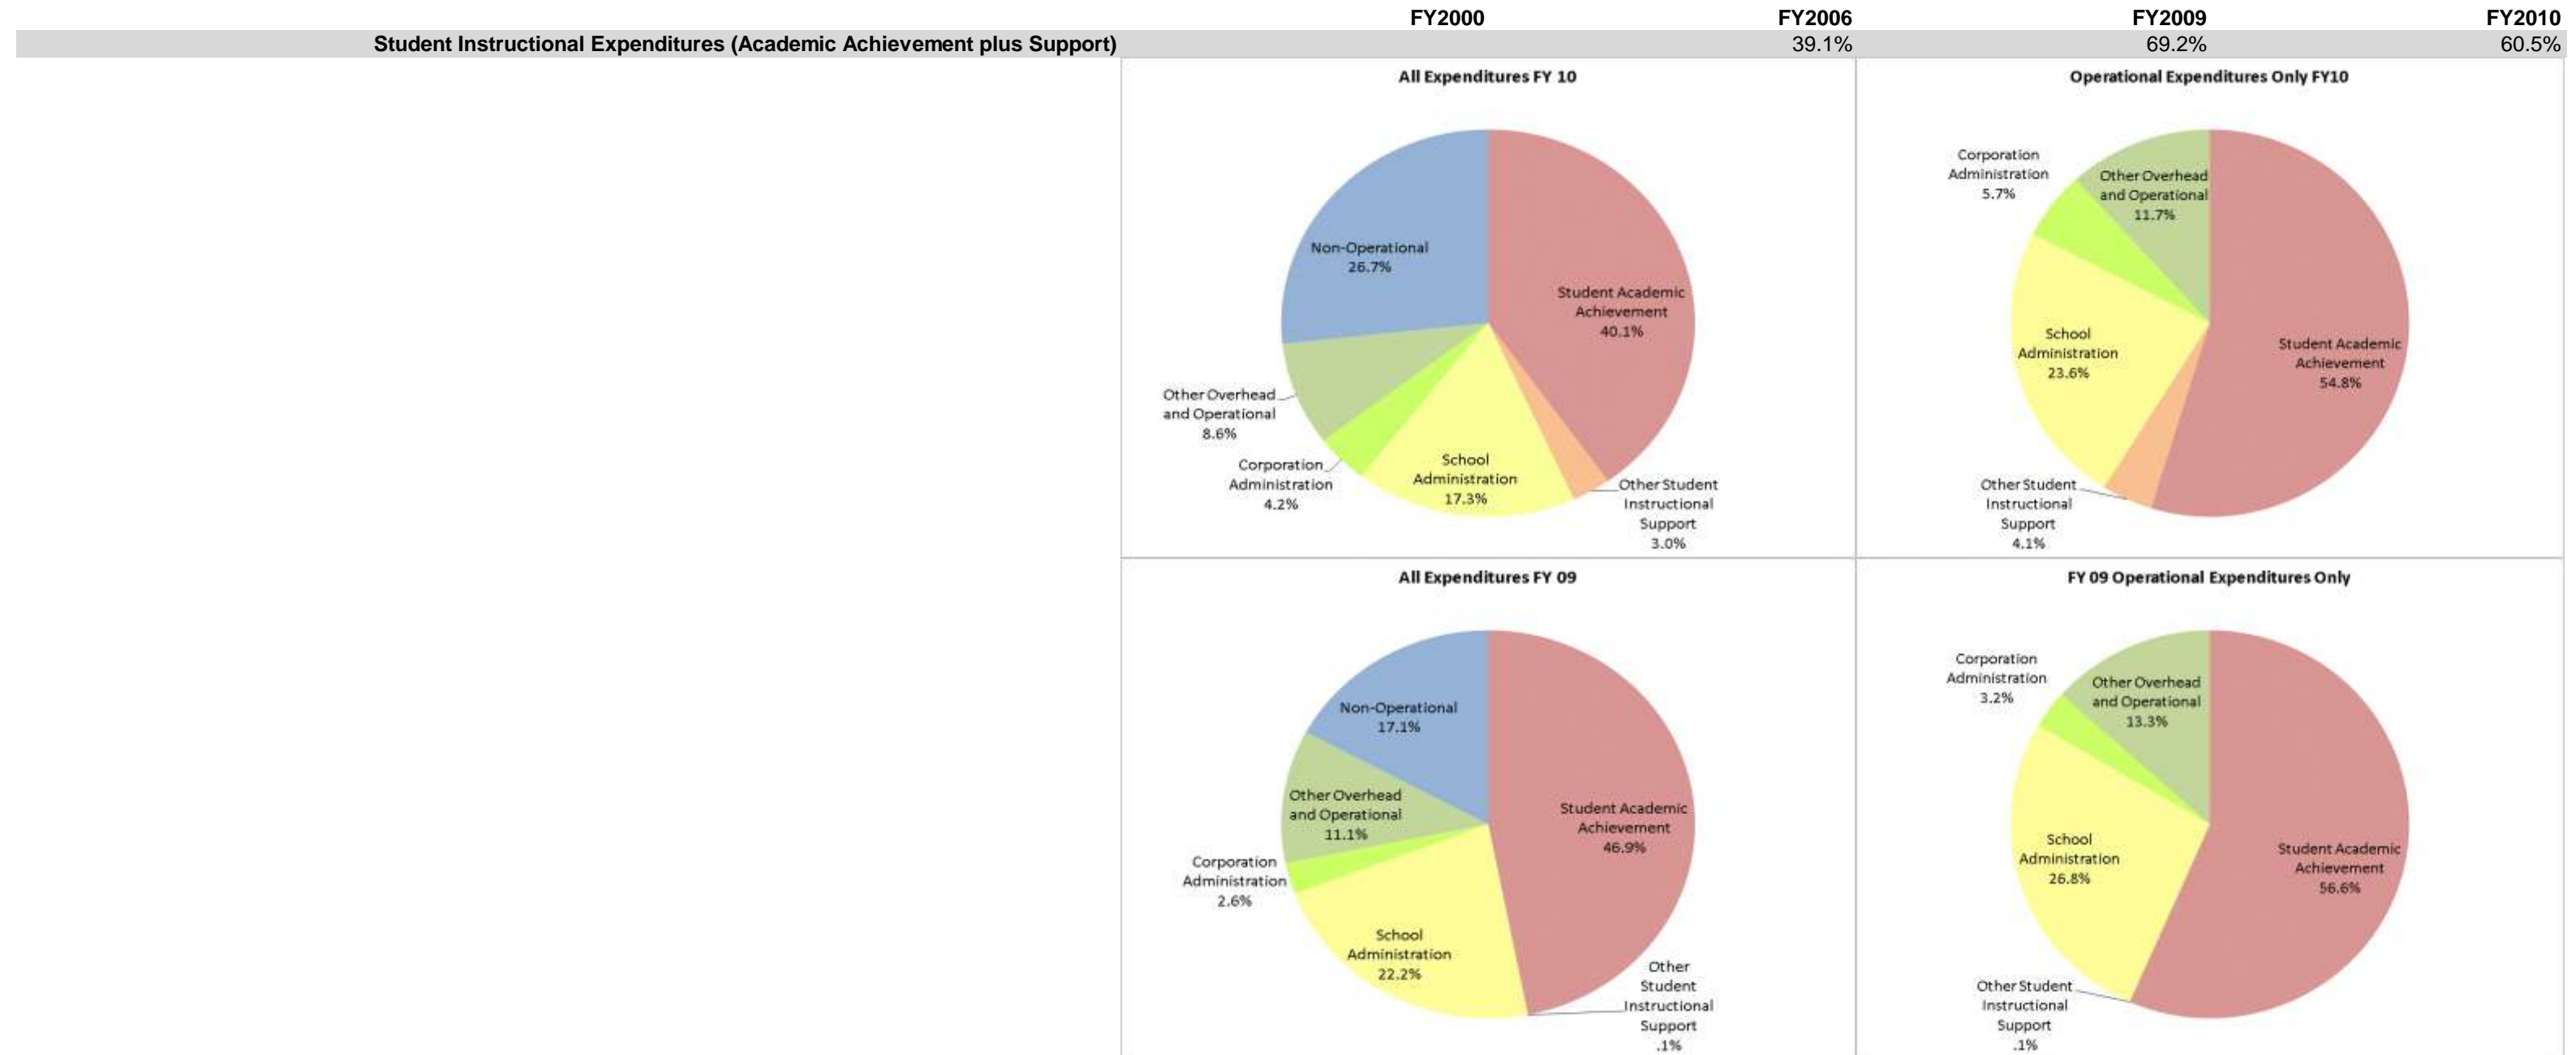 FY2000 FY2006 FY2009 FY2010
Student Instructional Expenditures (Academic Achievement plus Support) 39.1% 69.2% 60.5%
All Expenditures FY 10
Non-Operational
26.7%
Student Academic
Achievement
40.1%
Other Overhead
and Operational
8.6%
Corporation
Administration
4.2%
School
Administration
17.3%
Other Student
Instructional
Support
3.0%
Operational Expenditures Only FY10
Corporation
Administration
5.7%
Other Overhead
and Operational
11.7%
School
Administration
23.6%
Student Academic
Achievement
54.8%
Other Student
Instructional
Support
4.1%
All Expenditures FY 09
Non-Operational
17.1%
Other Overhead
and Operational
11.1%
Student Academic
Achievement
46.9%
Corporation
Administration
2.6%
School
Administration
22.2%
Other
Student
Instructional
Support
.1%
FY 09 Operational Expenditures Only
Corporation
Administration
3.2%
Other Overhead
and Operational
13.3%
School
Administration
26.8%
Student Academic
Achievement
56.6%
Other Student
Instructional
Support
.1%